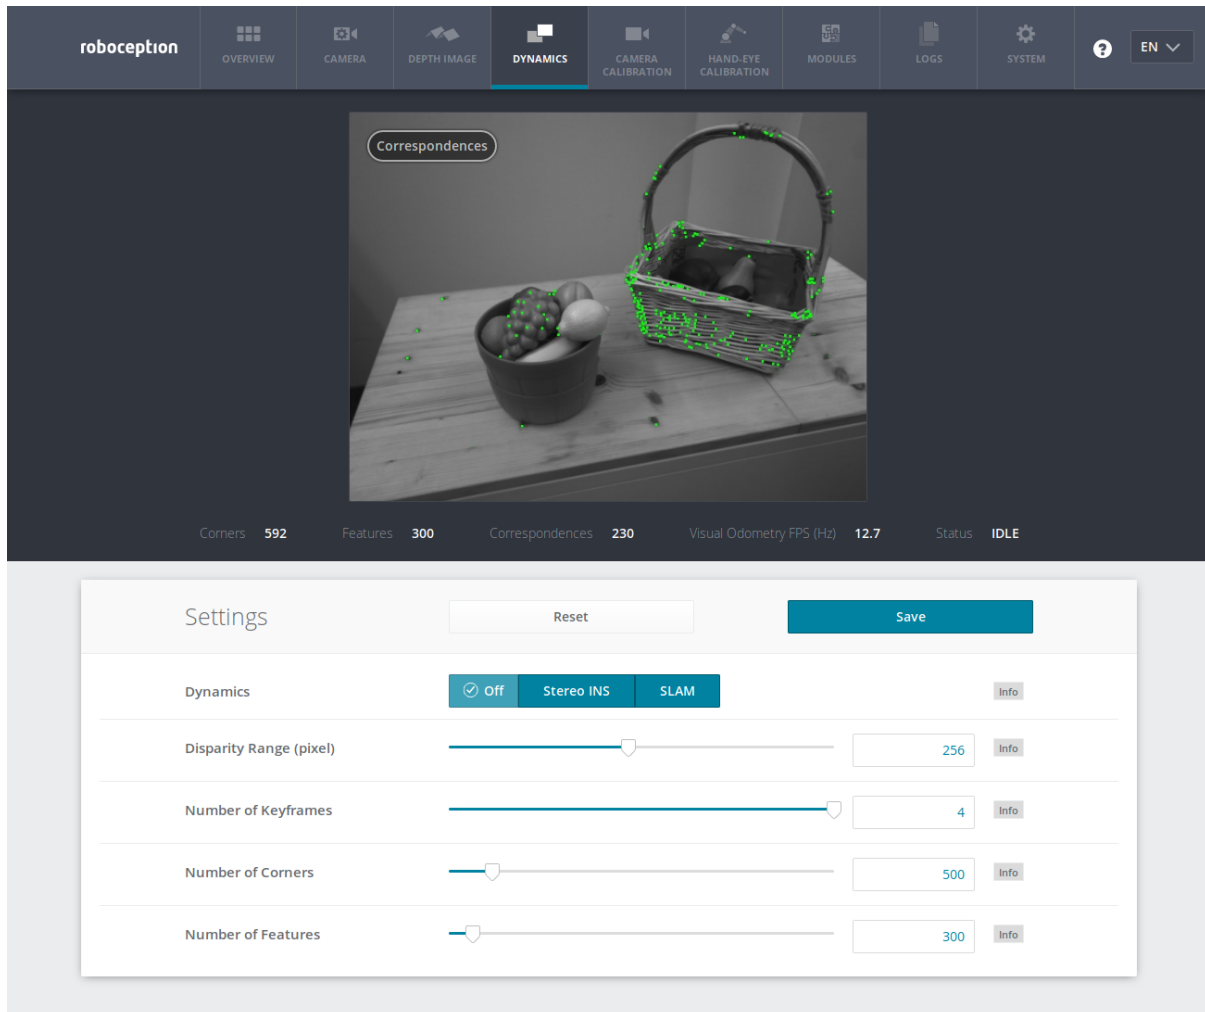 roboception
OVERVIEW
CAMERA
DEPTH IMAGE
DYNAMICS
CAMERA
CALIBRATION
HAND-EYE
CALIBRATION
MODULES
LOGS
SYSTEM
?
EN
Correspondences
Corners 592 Features 300 Correspondences 230 Visual Odometry FPS (Hz) 12.7 Status IDLE
Settings Reset Save
Dynamics Off Stereo INS SLAM Info
Disparity Range (pixel) 256 Info
Number of Keyframes 4 Info
Number of Corners 500 Info
Number of Features 300 Info